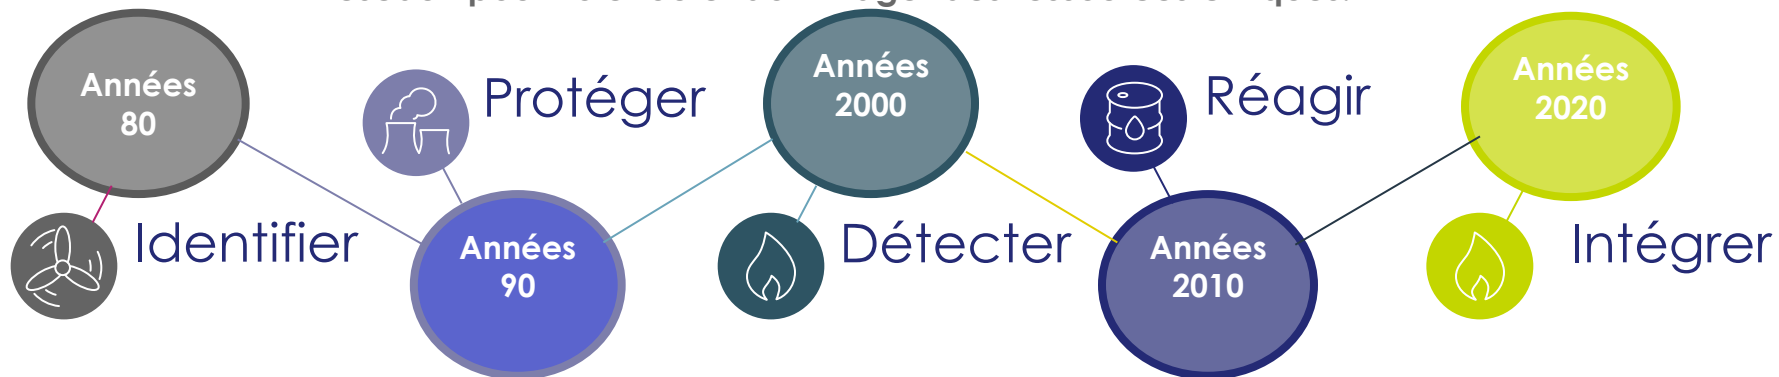 Années
80
Identifier
Protéger
Années
90
Années
2000
Détecter
Réagir
Années
2010
Années
2020
Intégrer